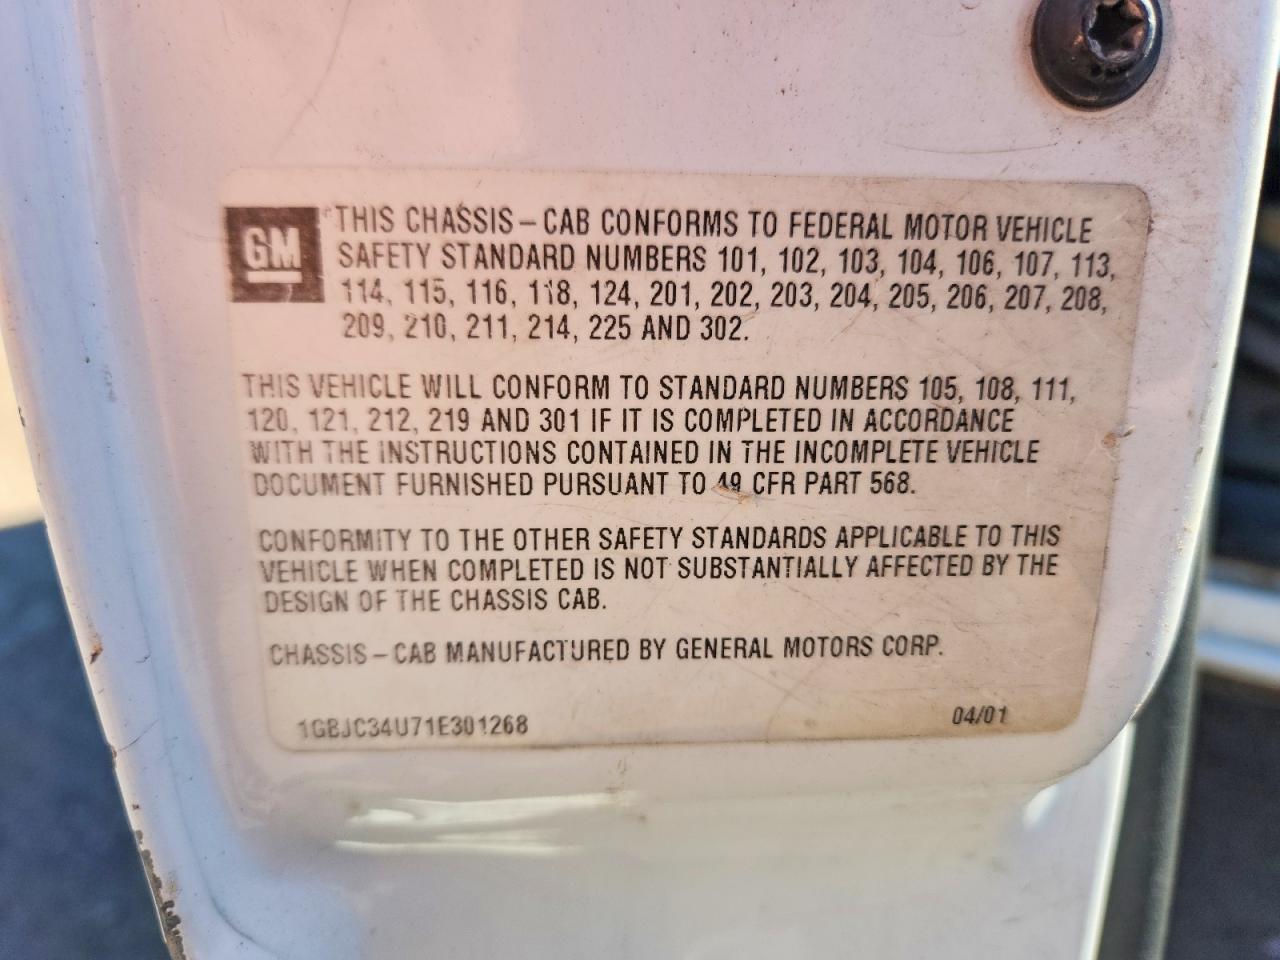 GM
THIS CHASSIS-CAB CONFORMS TO FEDERAL MOTOR VEHICLE
SAFETY STANDARD NUMBERS 101, 102, 103, 104, 106, 107, 113,
114, 115, 116, 118, 124, 201, 202, 203, 204, 205, 206, 207, 208,
209, 210, 211, 214, 225 AND 302.
THIS VEHICLE WILL CONFORM TO STANDARD NUMBERS 105, 108, 111,
120, 121, 212, 219 AND 301 IF IT IS COMPLETED IN ACCORDANCE
WITH THE INSTRUCTIONS CONTAINED IN THE INCOMPLETE VEHICLE
DOCUMENT FURNISHED PURSUANT TO 49 CFR PART 568.
CONFORMITY TO THE OTHER SAFETY STANDARDS APPLICABLE TO THIS
VEHICLE WHEN COMPLETED IS NOT SUBSTANTIALLY AFFECTED BY THE
DESIGN OF THE CHASSIS CAB.
CHASSIS-CAB MANUFACTURED BY GENERAL MOTORS CORP.
1GBJC34U71E301268 04/01